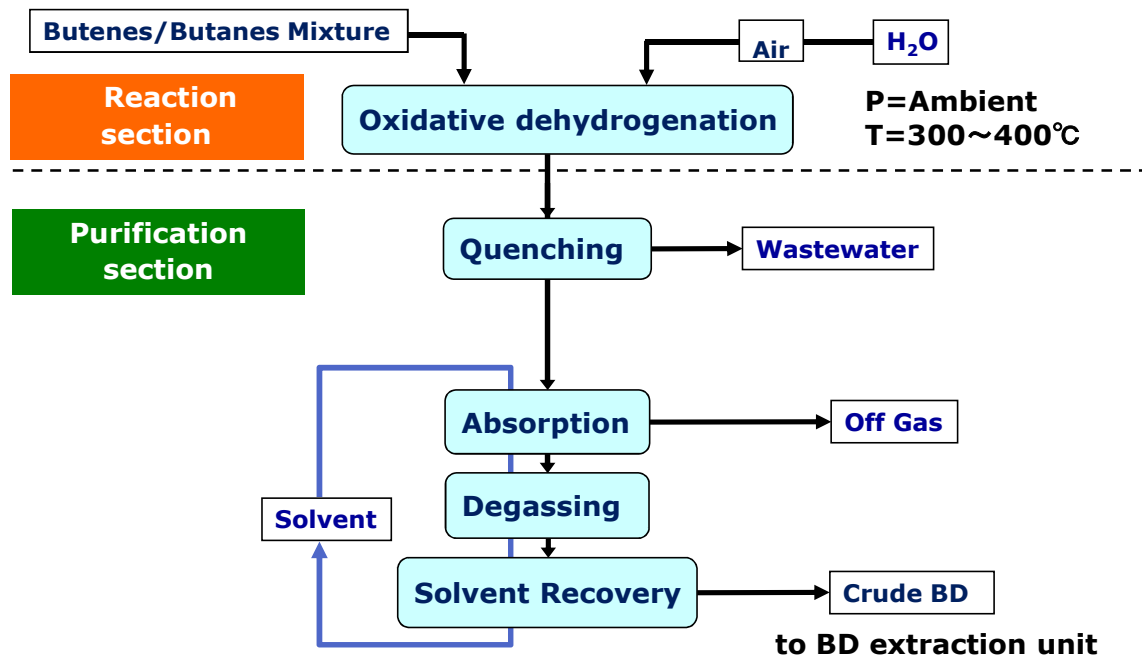 Butenes/Butanes Mixture
Air
H₂O
Reaction
section
Oxidative dehydrogenation
P=Ambient
T=300～400℃
Purification
section
Quenching
Wastewater
Absorption
Off Gas
Degassing
Solvent
Solvent Recovery
Crude BD
to BD extraction unit